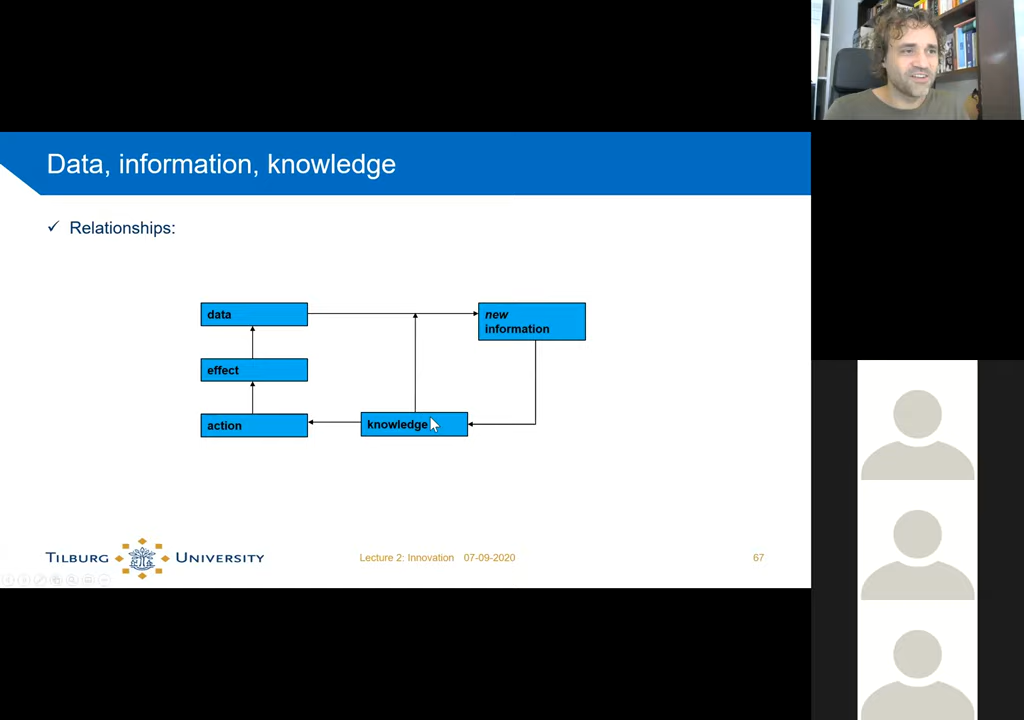 Data, information, knowledge
✓ Relationships:
data
new
information
effect
action
knowledge
TILBURG UNIVERSITY
Lecture 2: Innovation 07-09-2020
67